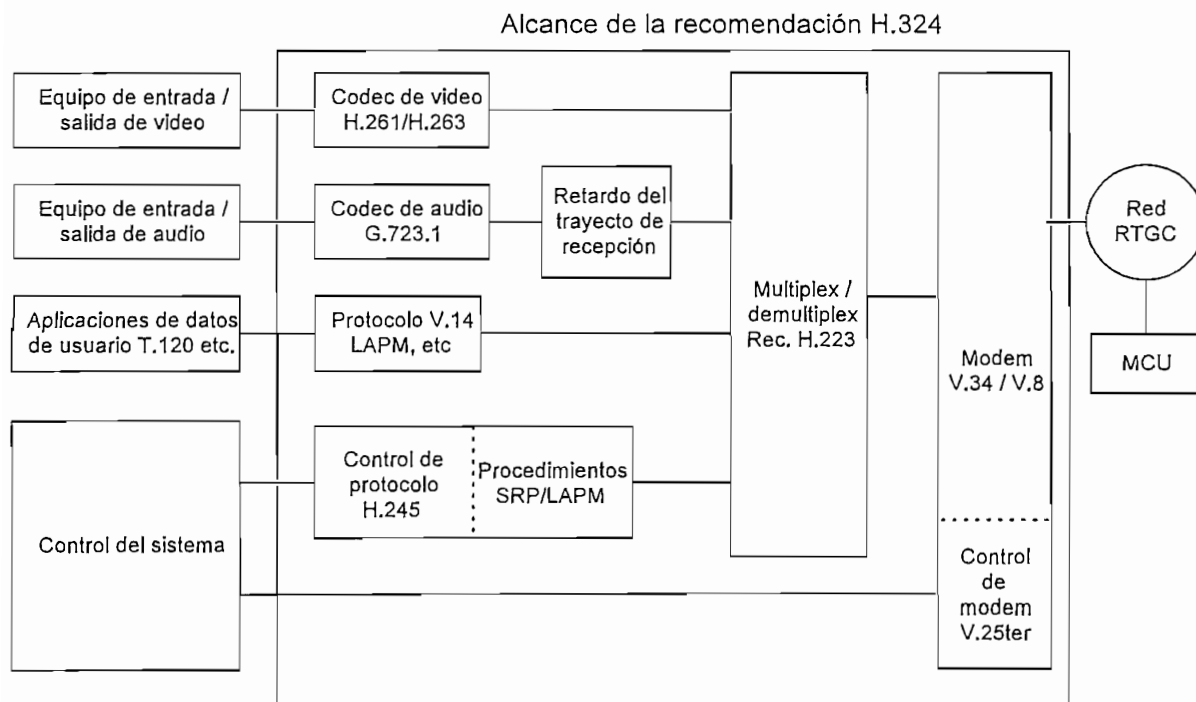 Alcance de la recomendación H.324
Equipo de entrada /
salida de video
Codec de video
H.261/H.263
Equipo de entrada /
salida de audio
Codec de audio
G.723.1
Retardo del
trayecto de
recepción
Aplicaciones de datos
de usuario T.120 etc.
Protocolo V.14
LAPM, etc
Control del sistema
Control de
protocolo
H.245
Procedimientos
SRP/LAPM
Multiplex /
demultiplex
Rec. H.223
Modem
V.34 / V.8
Control
de
modem
V.25ter
Red
RTGC
MCU